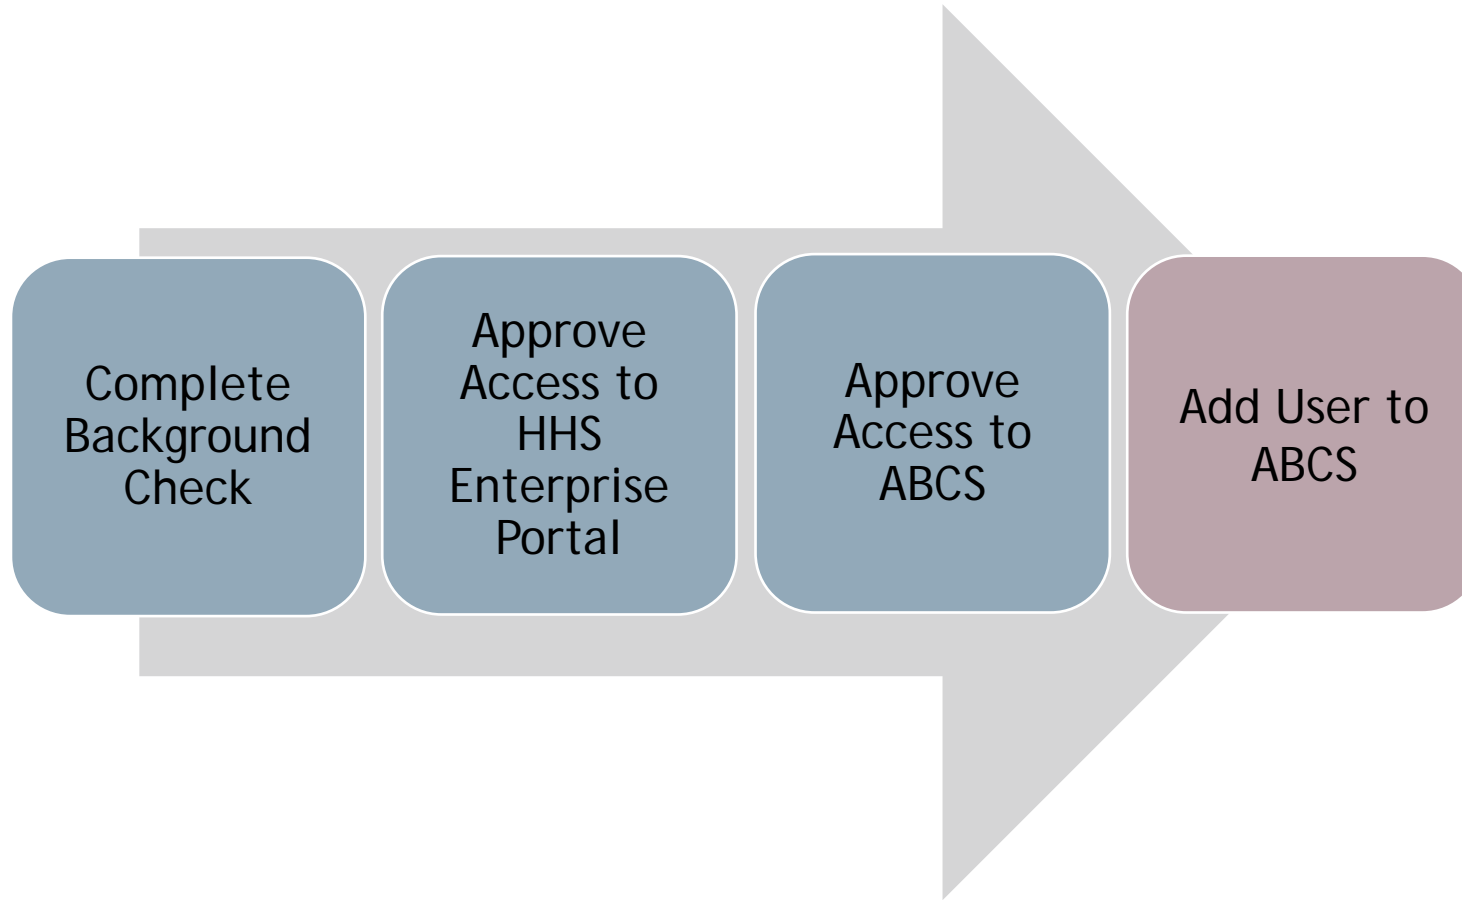 Complete
Background
Check
Approve
Access to
HHS
Enterprise
Portal
Approve
Access to
ABCS
Add User to
ABCS